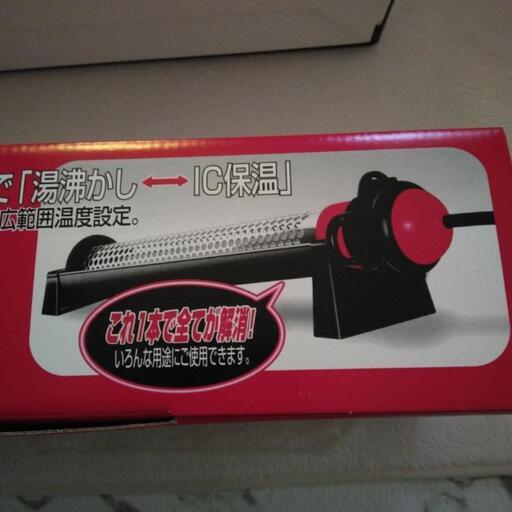 で「湯沸かし↔IC保温」
広範囲温度設定。
これ1本で全てが解消!
いろんな用途にご使用できます。